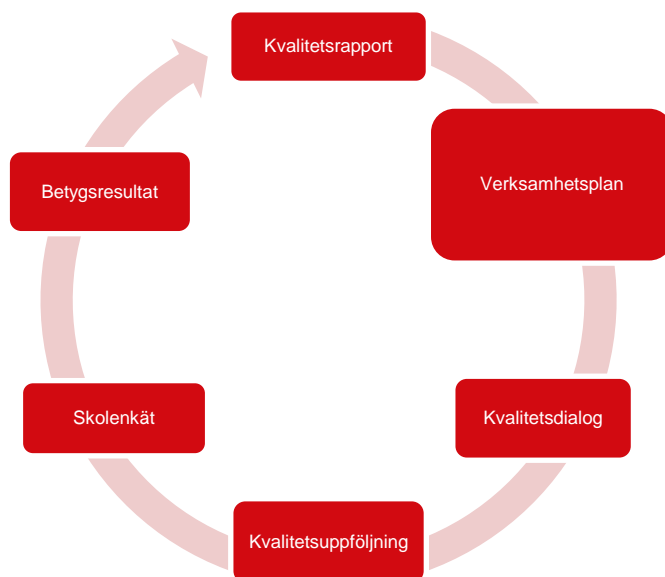 Kvalitetsrapport
Verksamhetsplan
Kvalitetsdialog
Kvalitetsuppföljning
Skolenkät
Betygsresultat